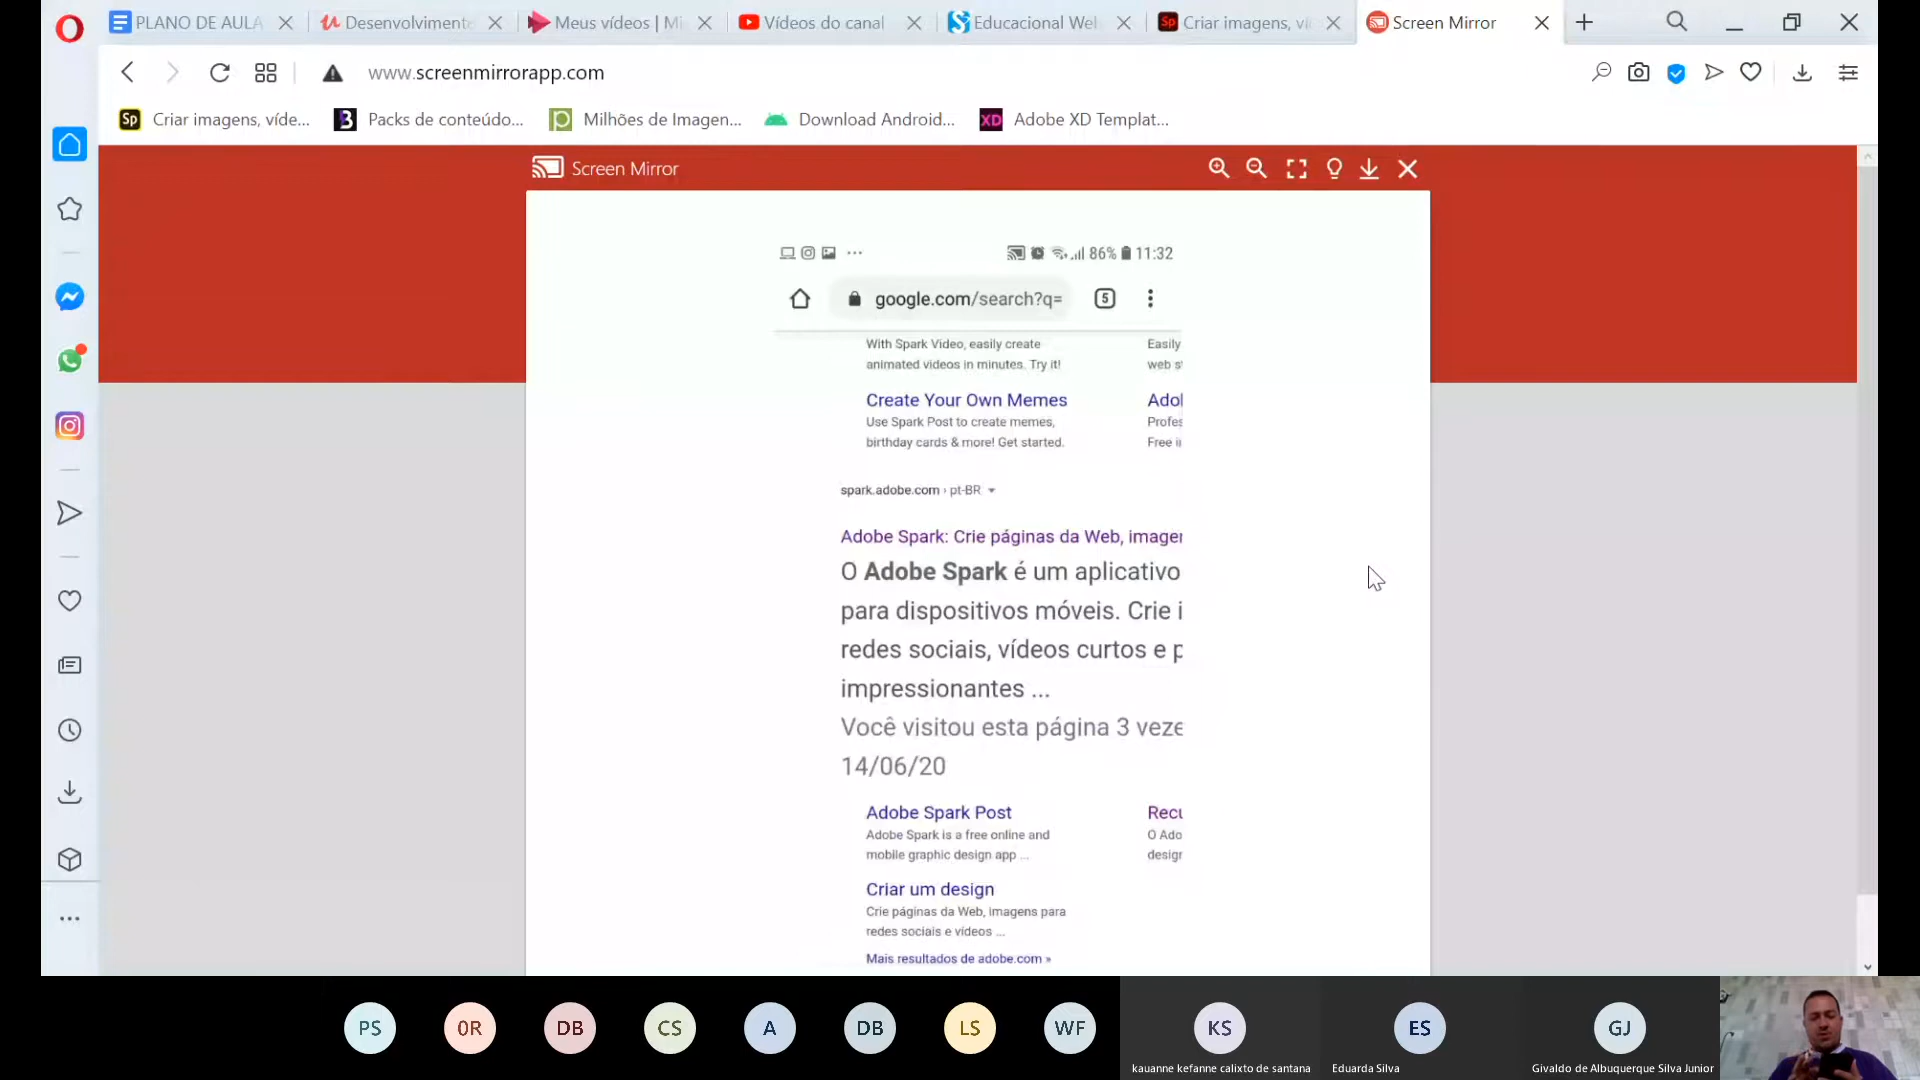 PLANO DE AULA
Desenvolvimento
Meus vídeos | Mi
Vídeos do canal
Educacional Web
Criar imagens, ví
Screen Mirror
www.screenmirrorapp.com
Sp Criar imagens, víde...
Packs de conteúdo...
Milhões de Imagen...
Download Android...
XD Adobe XD Templat...
Screen Mirror
86% 11:32
google.com/search?q=
5
With Spark Video, easily create
animated videos in minutes. Try it!
Easily
web s
Create Your Own Memes
Use Spark Post to create memes,
birthday cards & more! Get started.
Adol
Profes
Free i
spark.adobe.com › pt-BR
Adobe Spark: Crie páginas da Web, imager
O Adobe Spark é um aplicativo
para dispositivos móveis. Crie i
redes sociais, vídeos curtos e p
impressionantes ...
Você visitou esta página 3 veze
14/06/20
Adobe Spark Post
Adobe Spark is a free online and
mobile graphic design app ...
Recu
O Ado
design
Criar um design
Crie páginas da Web, imagens para
redes sociais e vídeos ...
Mais resultados de adobe.com »
PS
0R
DB
CS
A
DB
LS
WF
KS
ES
GJ
kauanne kefanne calixto de santana
Eduarda Silva
Givaldo de Albuquerque Silva Junior